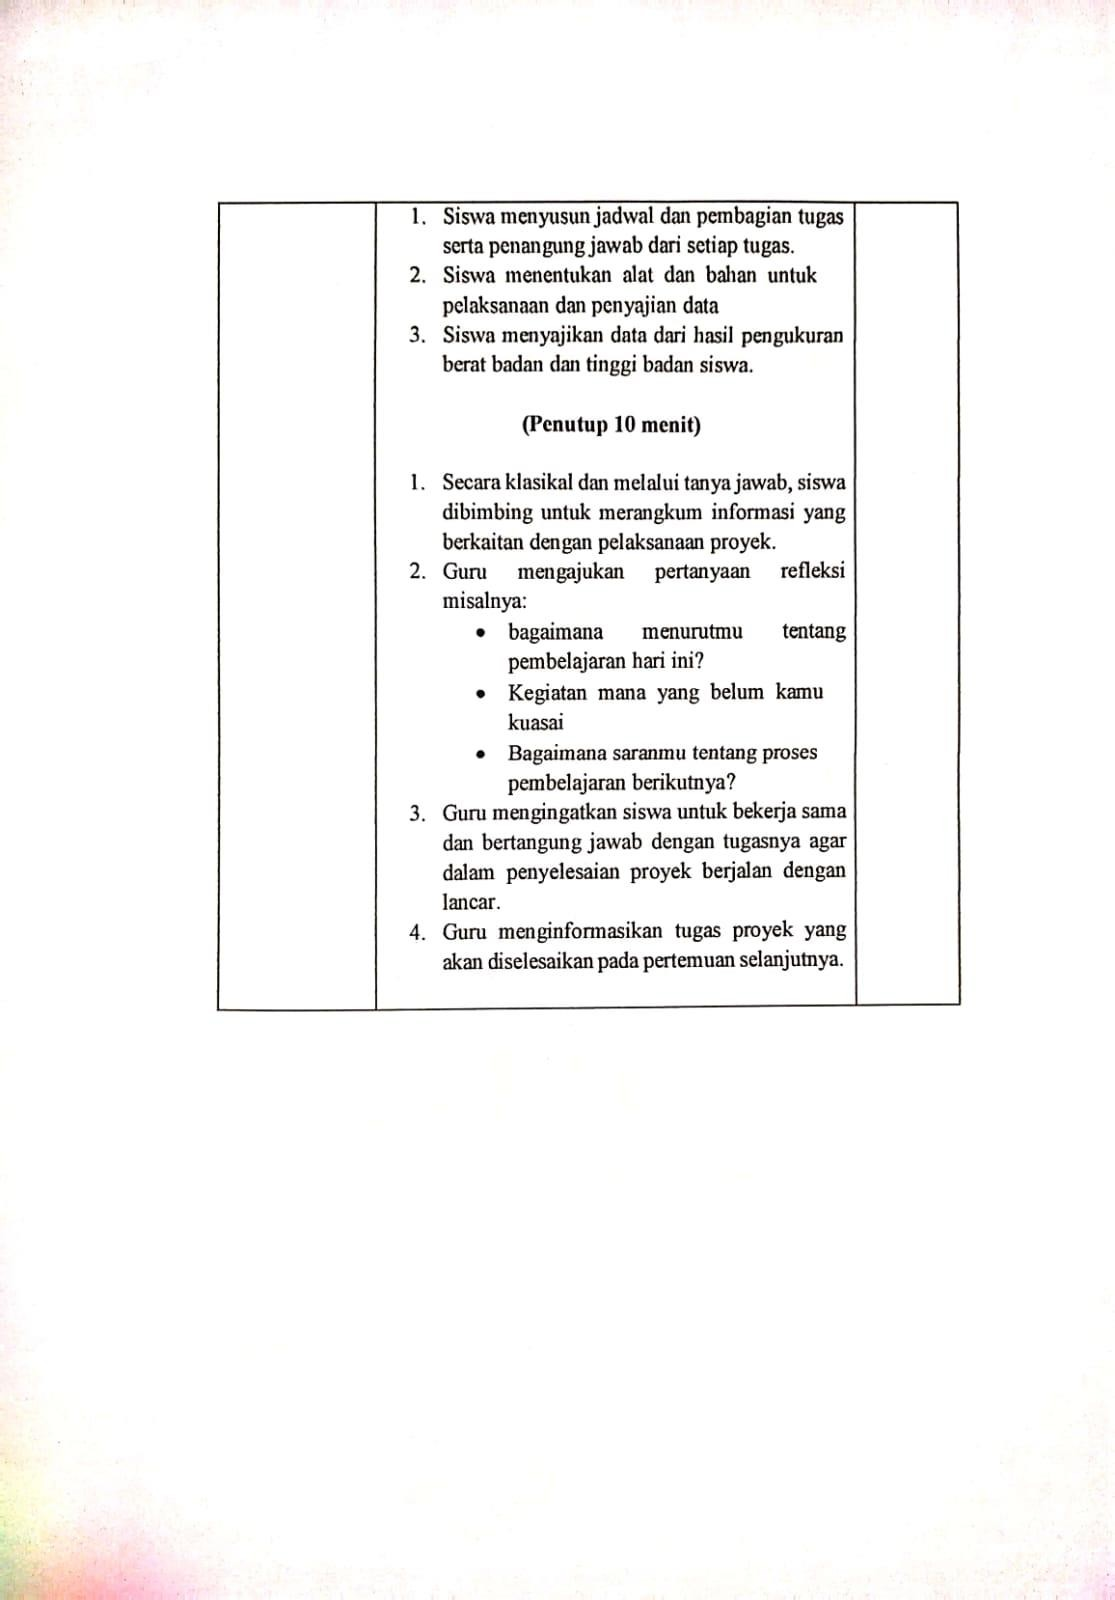 1. Siswa menyusun jadwal dan pembagian tugas
serta penangung jawab dari setiap tugas.
2. Siswa menentukan alat dan bahan untuk
pelaksanaan dan penyajian data
3. Siswa menyajikan data dari hasil pengukuran
berat badan dan tinggi badan siswa.
(Penutup 10 menit)
1. Secara klasikal dan melalui tanya jawab, siswa
dibimbing untuk merangkum informasi yang
berkaitan dengan pelaksanaan proyek.
2. Guru mengajukan pertanyaan refleksi
misalnya:
• bagaimana menurutmu tentang
pembelajaran hari ini?
• Kegiatan mana yang belum kamu
kuasai
• Bagaimana saranmu tentang proses
pembelajaran berikutnya?
3. Guru mengingatkan siswa untuk bekerja sama
dan bertangung jawab dengan tugasnya agar
dalam penyelesaian proyek berjalan dengan
lancar.
4. Guru menginformasikan tugas proyek yang
akan diselesaikan pada pertemuan selanjutnya.